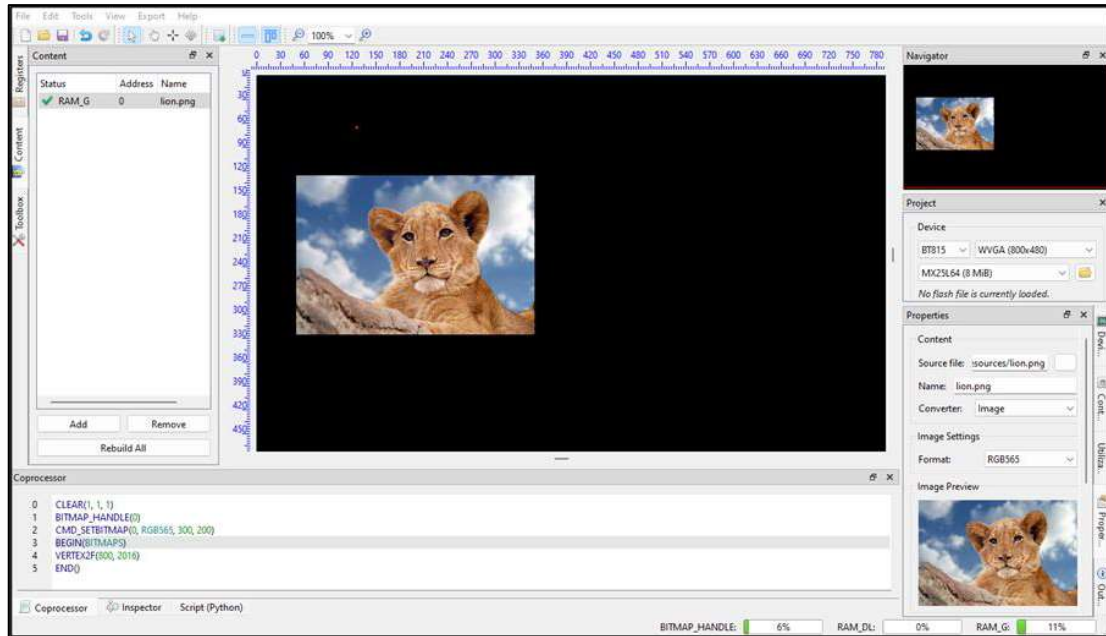 File Edit Tools View Export Help
100%
Registers
Content
Toolbox
Content
Status Address Name
RAM_G 0 lion.png
Add Remove
Rebuild All
0 30 60 90 120 150 180 210 240 270 300 330 360 390 420 450 480 510 540 570 600 630 660 690 720 750 780
30
60
90
120
150
180
210
240
270
300
330
360
390
420
450
Navigator
Project
Device
BT815 WVGA (800x480)
MX25L64 (8 MiB)
No flash file is currently loaded.
Properties
Content
Source file: :sources/lion.png
Name: lion.png
Converter: Image
Image Settings
Format: RGB565
Image Preview
Devi...
Cont...
Utiliza...
Proper...
Out...
Coprocessor
0 CLEAR(1, 1, 1)
1 BITMAP_HANDLE(0)
2 CMD_SETBITMAP(0, RGB565, 300, 200)
3 BEGIN(BITMAPS)
4 VERTEX2F(800, 2016)
5 END()
Coprocessor Inspector Script (Python)
BITMAP_HANDLE: 6% RAM_DL: 0% RAM_G: 11%